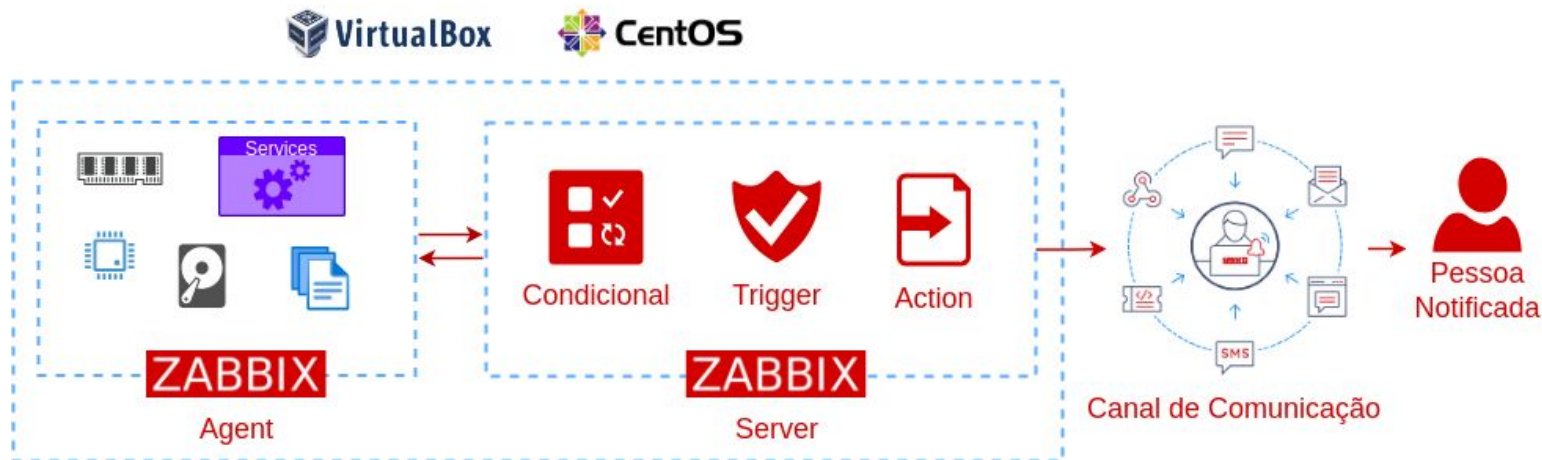 VirtualBox
CentOS
Services
Condicional
Trigger
Action
ZABBIX
Agent
ZABBIX
Server
</>
SMS
Canal de Comunicação
Pessoa
Notificada